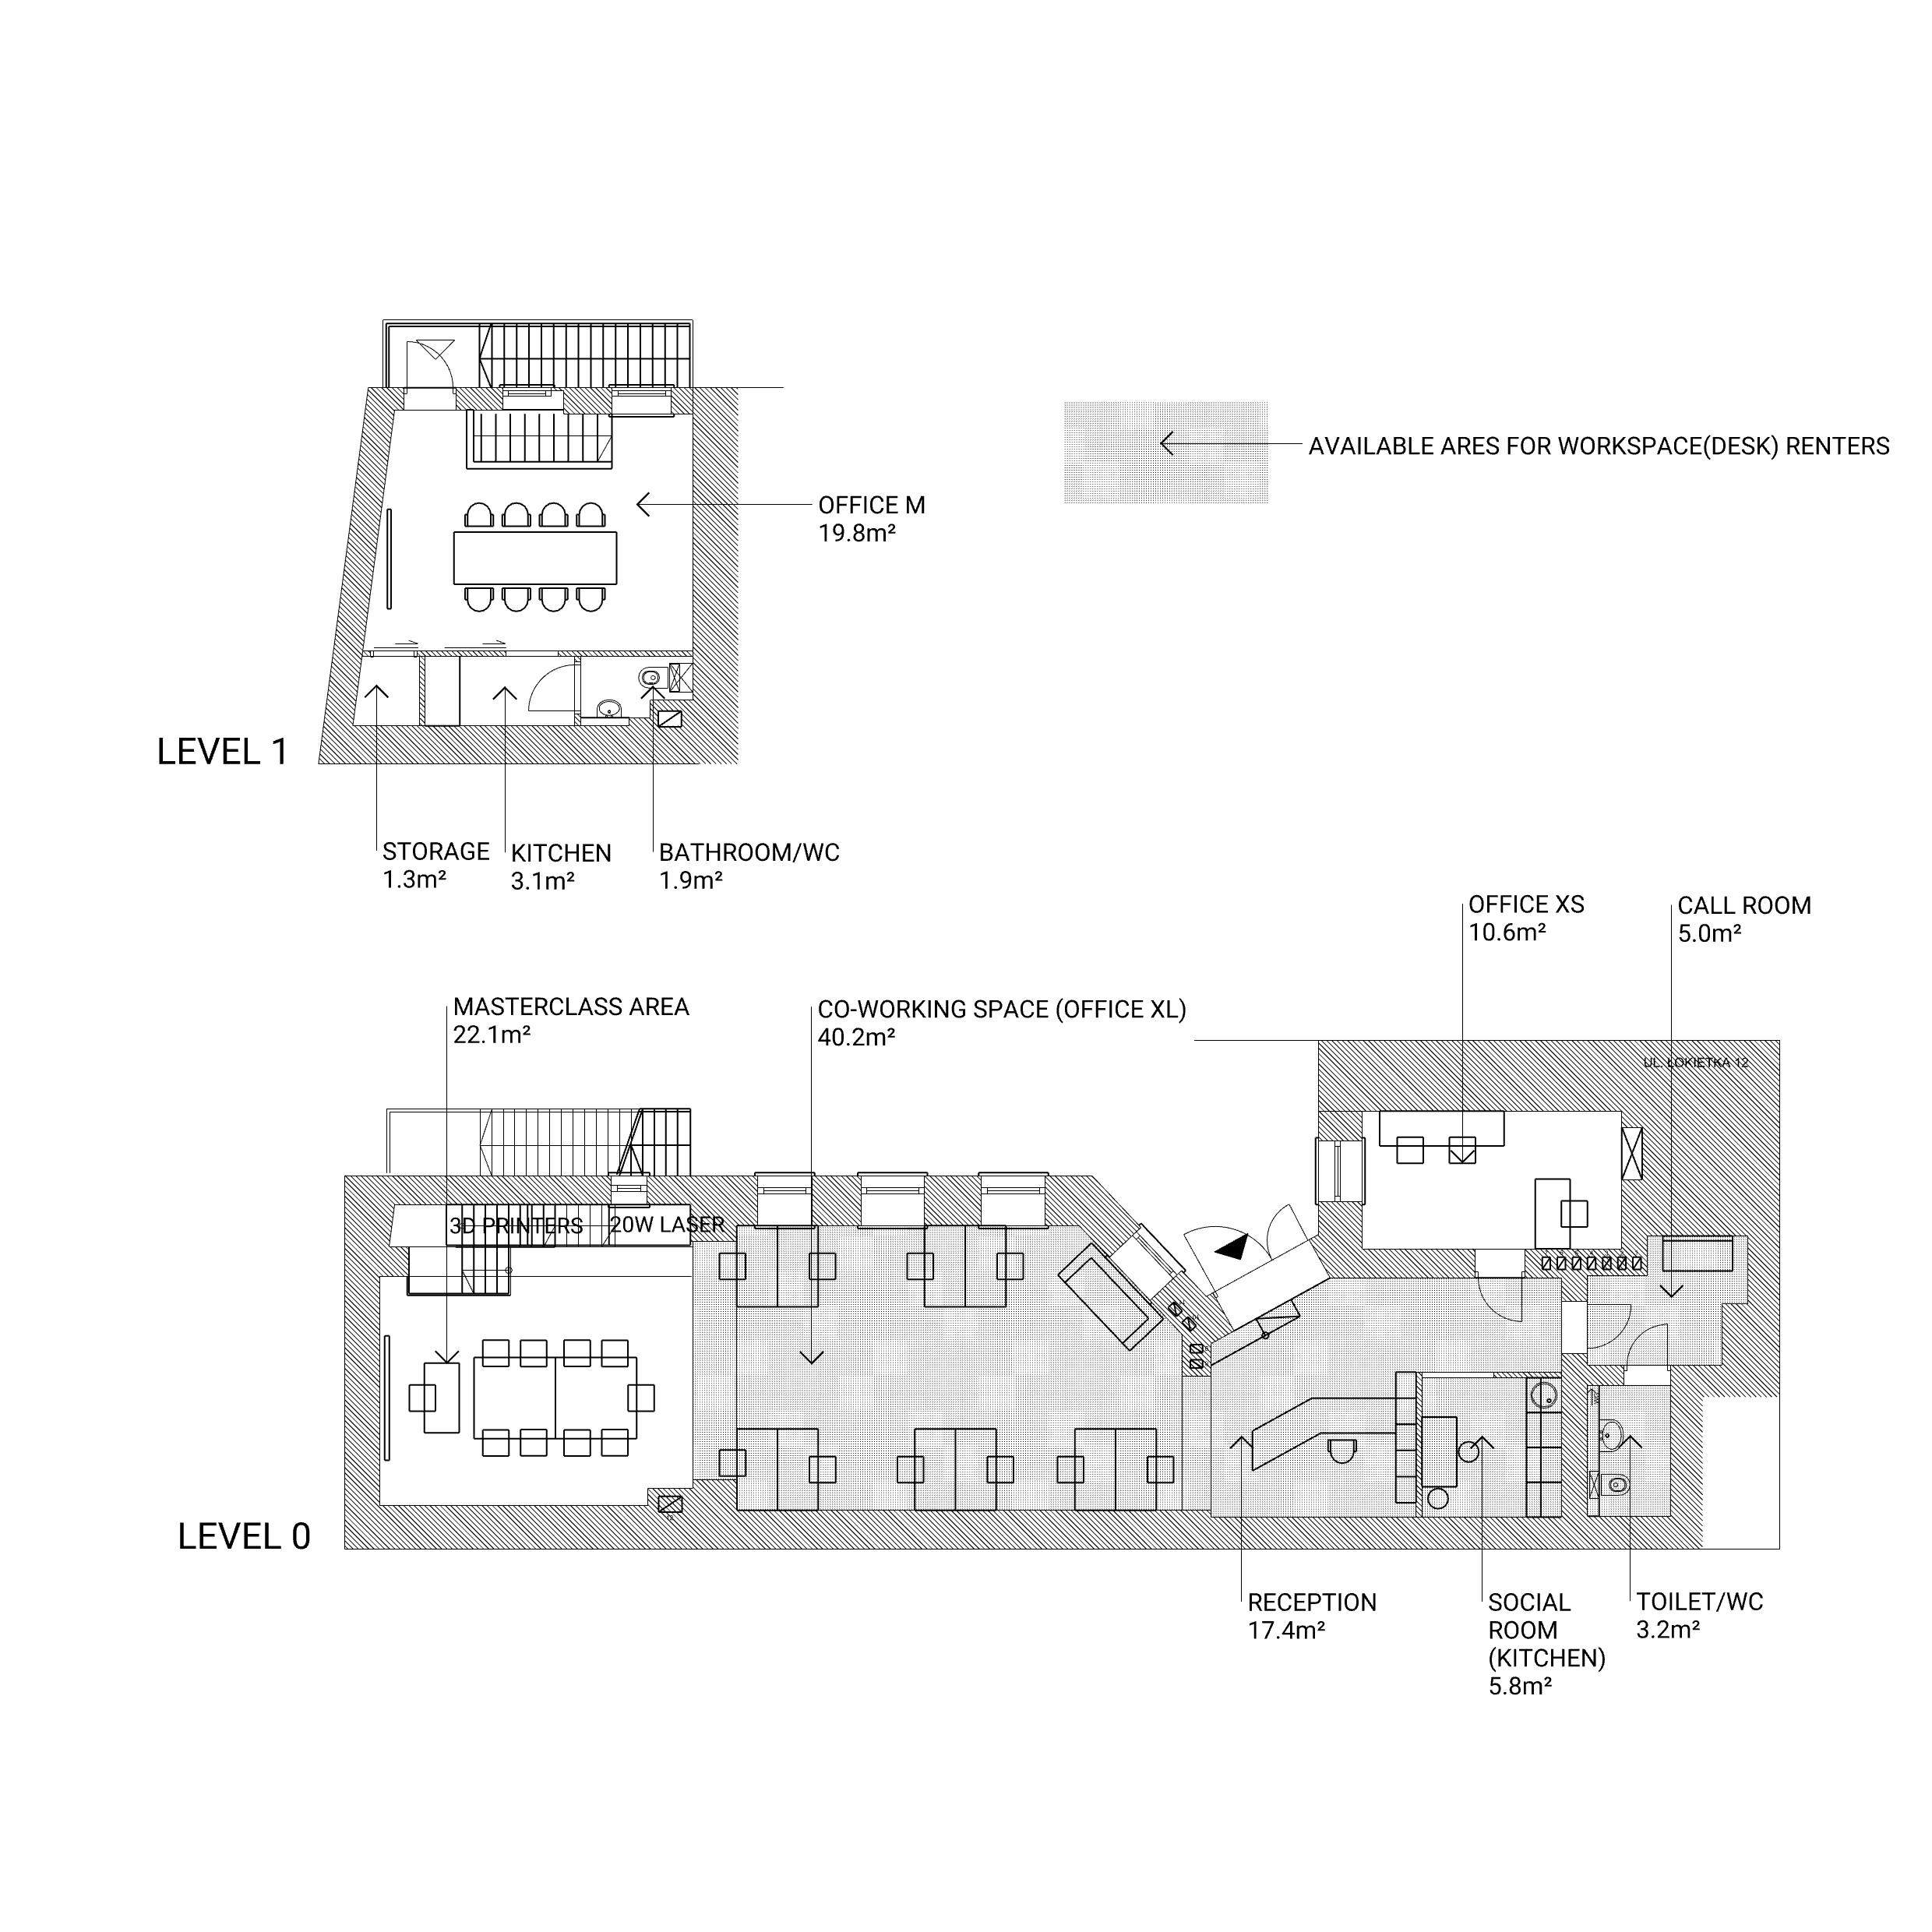 AVAILABLE ARES FOR WORKSPACE(DESK) RENTERS
OFFICE M
19.8m²
LEVEL 1
STORAGE
1.3m²
KITCHEN
3.1m²
BATHROOM/WC
1.9m²
OFFICE XS
10.6m²
CALL ROOM
5.0m²
MASTERCLASS AREA
22.1m²
CO-WORKING SPACE (OFFICE XL)
40.2m²
UL. ŁOKIETKA 12
3D PRINTERS
20W LASER
LEVEL 0
RECEPTION
17.4m²
SOCIAL
ROOM
(KITCHEN)
5.8m²
TOILET/WC
3.2m²